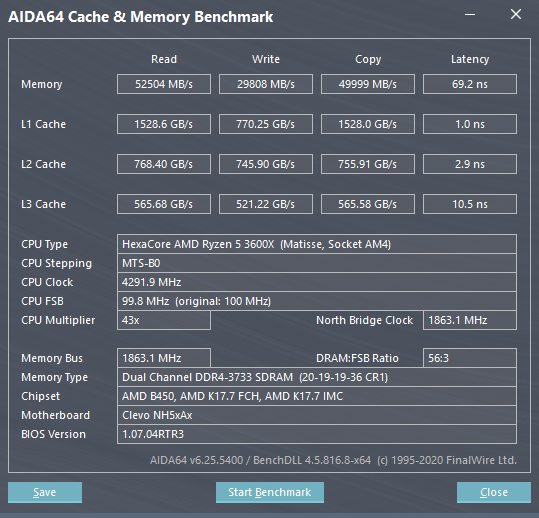 AIDA64 Cache & Memory Benchmark
Read Write Copy Latency
Memory 52504 MB/s 29808 MB/s 49999 MB/s 69.2 ns
L1 Cache 1528.6 GB/s 770.25 GB/s 1528.0 GB/s 1.0 ns
L2 Cache 768.40 GB/s 745.90 GB/s 755.91 GB/s 2.9 ns
L3 Cache 565.68 GB/s 521.22 GB/s 565.58 GB/s 10.5 ns
CPU Type HexaCore AMD Ryzen 5 3600X (Matisse, Socket AM4)
CPU Stepping MTS-B0
CPU Clock 4291.9 MHz
CPU FSB 99.8 MHz (original: 100 MHz)
CPU Multiplier 43x North Bridge Clock 1863.1 MHz
Memory Bus 1863.1 MHz DRAM:FSB Ratio 56:3
Memory Type Dual Channel DDR4-3733 SDRAM (20-19-19-36 CR1)
Chipset AMD B450, AMD K17.7 FCH, AMD K17.7 IMC
Motherboard Clevo NH5xAx
BIOS Version 1.07.04RTR3
AIDA64 v6.25.5400 / BenchDLL 4.5.816.8-x64 (c) 1995-2020 FinalWire Ltd.
Save Start Benchmark Close